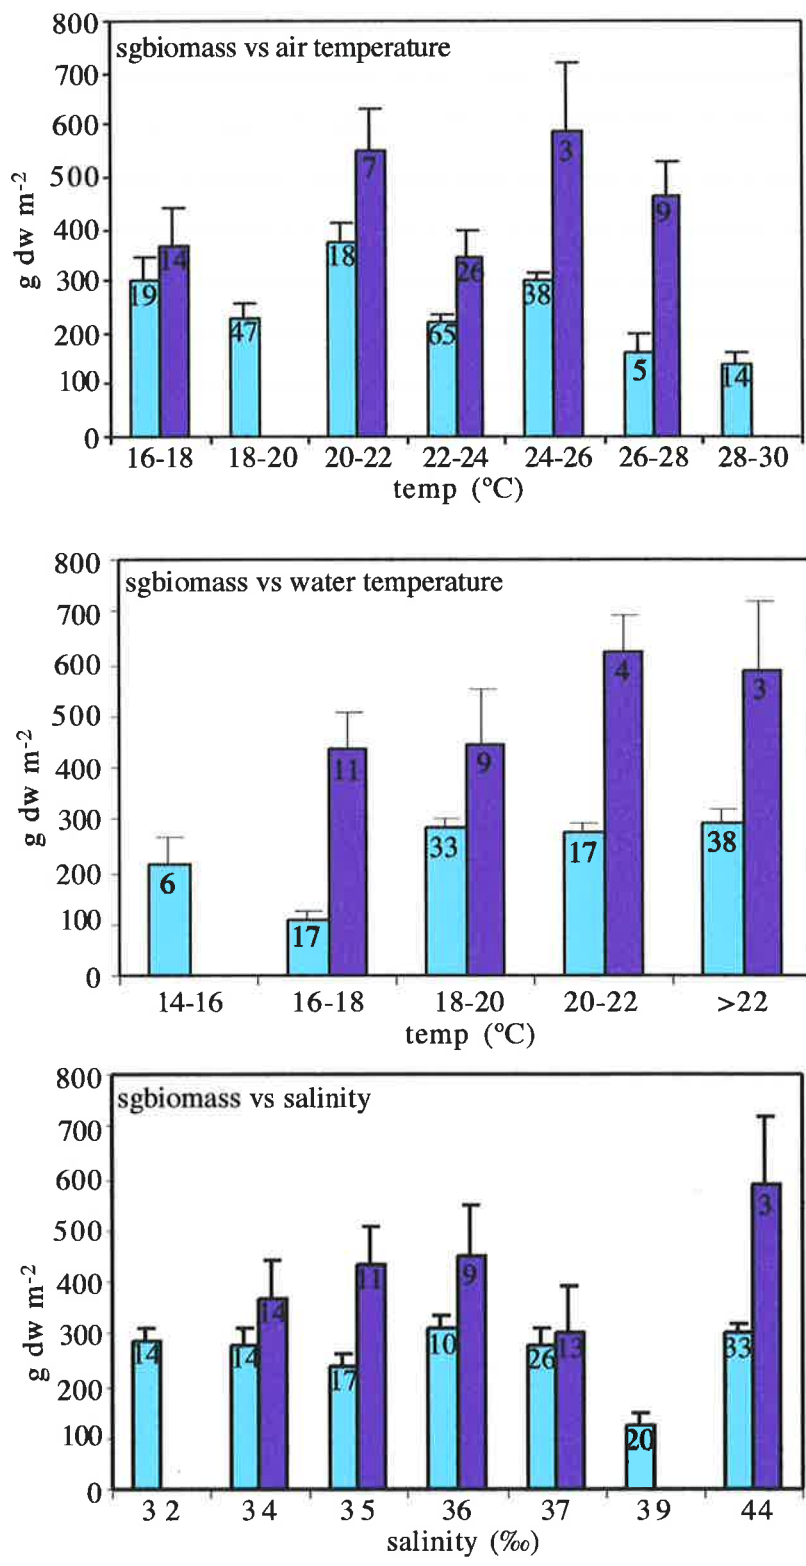 800
sgbiomass vs air temperature
700
600
500
400
300
200
100
0
g dw m-2
19 14 47 18 7 65 26 38 3 5 9 14
16-18 18-20 20-22 22-24 24-26 26-28 28-30
temp (ºC)
800
sgbiomass vs water temperature
700
600
500
400
300
200
100
0
g dw m-2
6 17 11 33 9 17 4 38 3
14-16 16-18 18-20 20-22 >22
temp (ºC)
800
sgbiomass vs salinity
700
600
500
400
300
200
100
0
g dw m-2
14 14 14 17 11 10 9 26 13 20 33 3
32 34 35 36 37 39 44
salinity (‰)